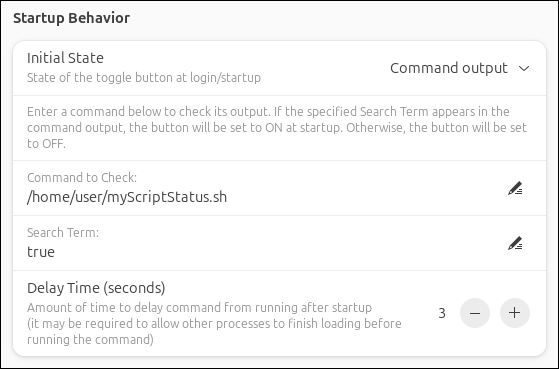 Startup Behavior
Initial State
State of the toggle button at login/startup
Command output
Enter a command below to check its output. If the specified Search Term appears in the
command output, the button will be set to ON at startup. Otherwise, the button will be set
to OFF.
Command to Check:
/home/user/myScriptStatus.sh
Search Term:
true
Delay Time (seconds)
Amount of time to delay command from running after startup
(it may be required to allow other processes to finish loading before
running the command)
3